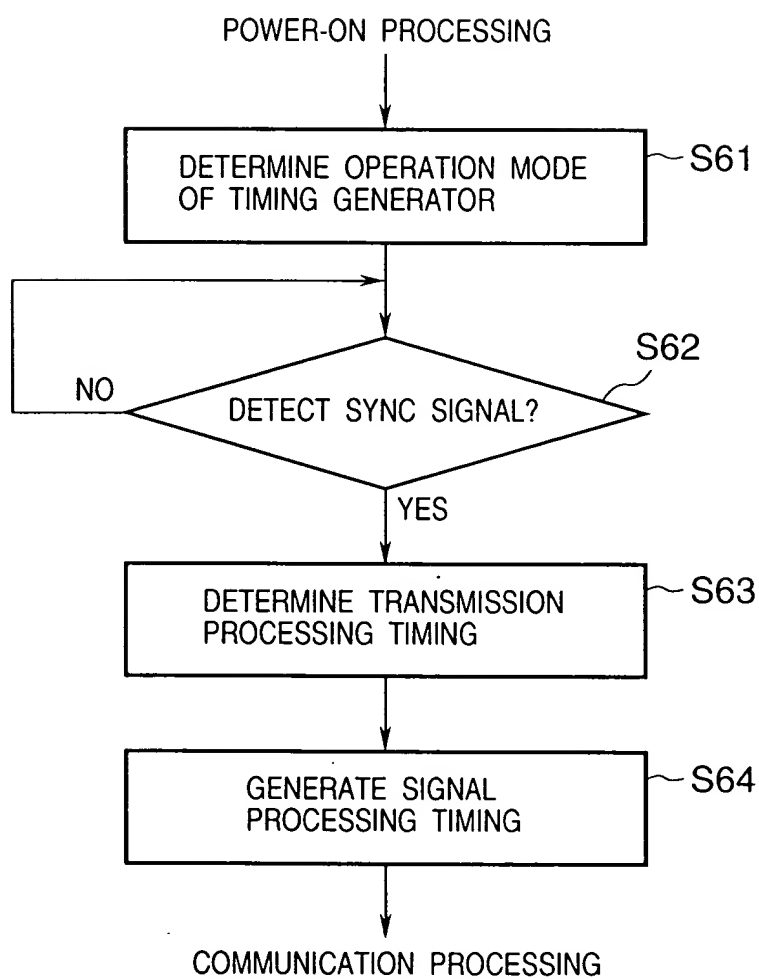 POWER-ON PROCESSING
DETERMINE OPERATION MODE
OF TIMING GENERATOR
S61
S62
NO
DETECT SYNC SIGNAL?
YES
DETERMINE TRANSMISSION
PROCESSING TIMING
S63
GENERATE SIGNAL
PROCESSING TIMING
S64
COMMUNICATION PROCESSING